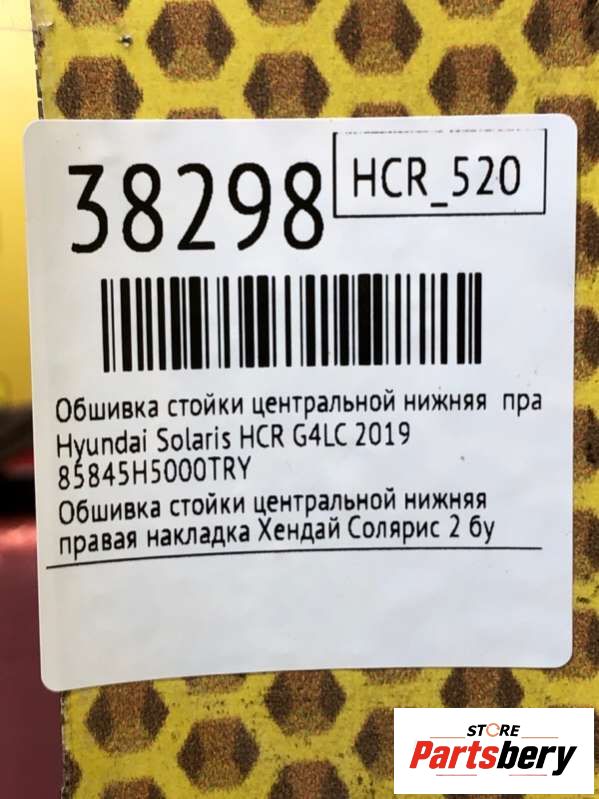 38298
HCR_520
Обшивка стойки центральной нижняя пра
Hyundai Solaris HCR G4LC 2019
85845H5000TRY
Обшивка стойки центральной нижняя
правая накладка Хендай Солярис 2 бу
STORE
Partsbery